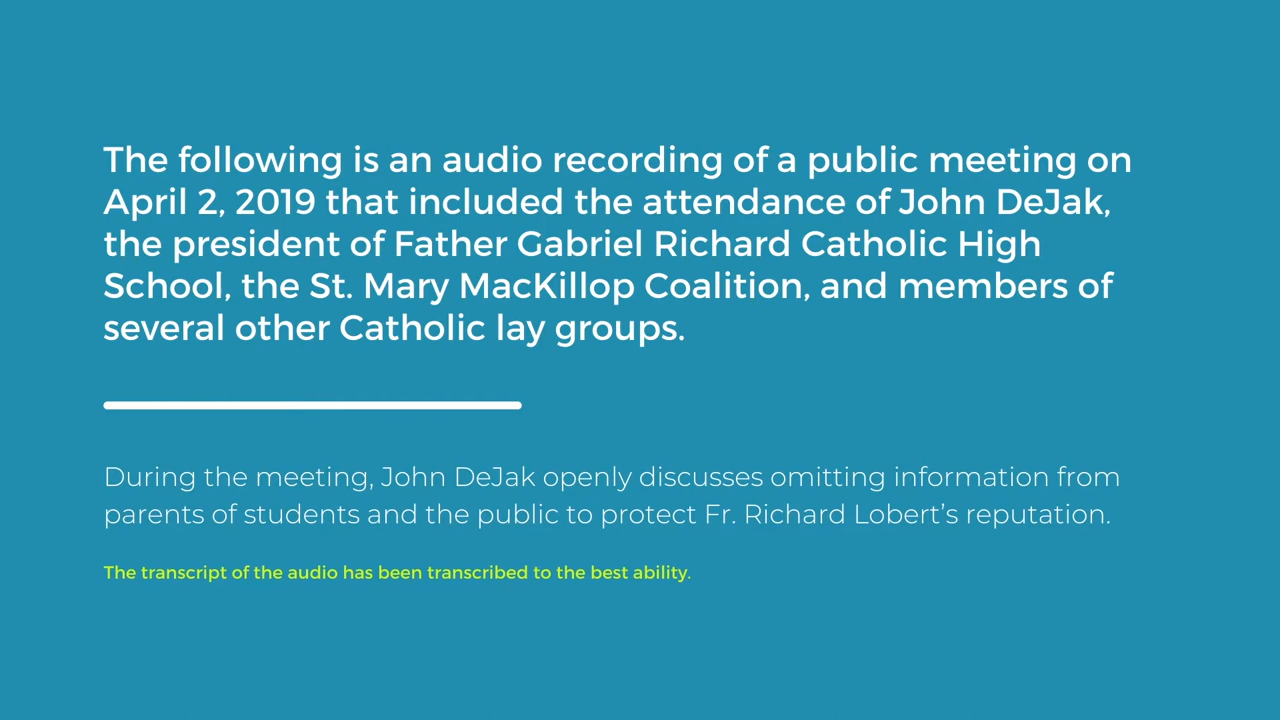 The following is an audio recording of a public meeting on
April 2, 2019 that included the attendance of John DeJak,
the president of Father Gabriel Richard Catholic High
School, the St. Mary MacKillop Coalition, and members of
several other Catholic lay groups.
During the meeting, John DeJak openly discusses omitting information from
parents of students and the public to protect Fr. Richard Lobert’s reputation.
The transcript of the audio has been transcribed to the best ability.